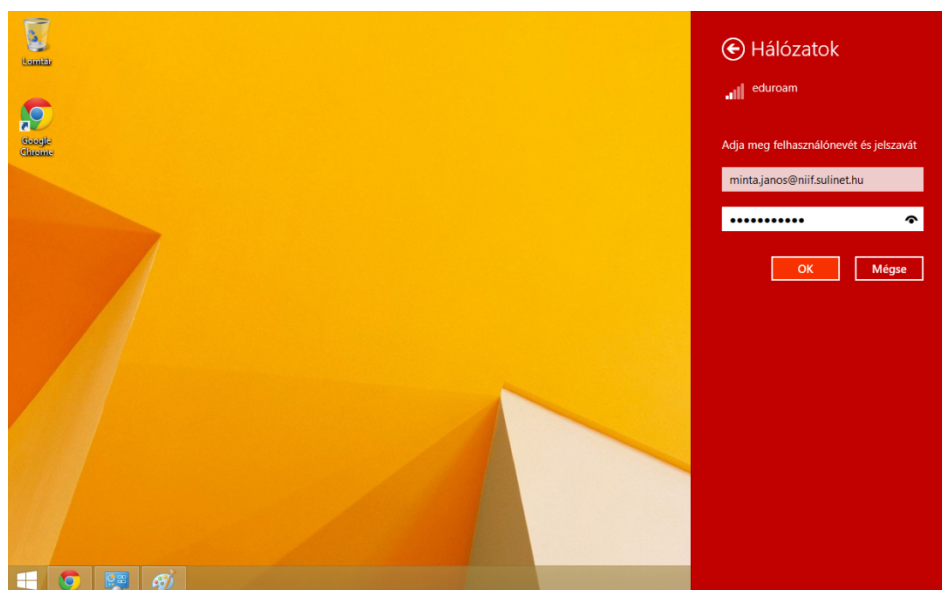 Lomtár
Google
Chrome
Hálózatok
eduroam
Adja meg felhasználónevét és jelszavát
minta.janos@niif.sulinet.hu
•••••••••••
OK
Mégse